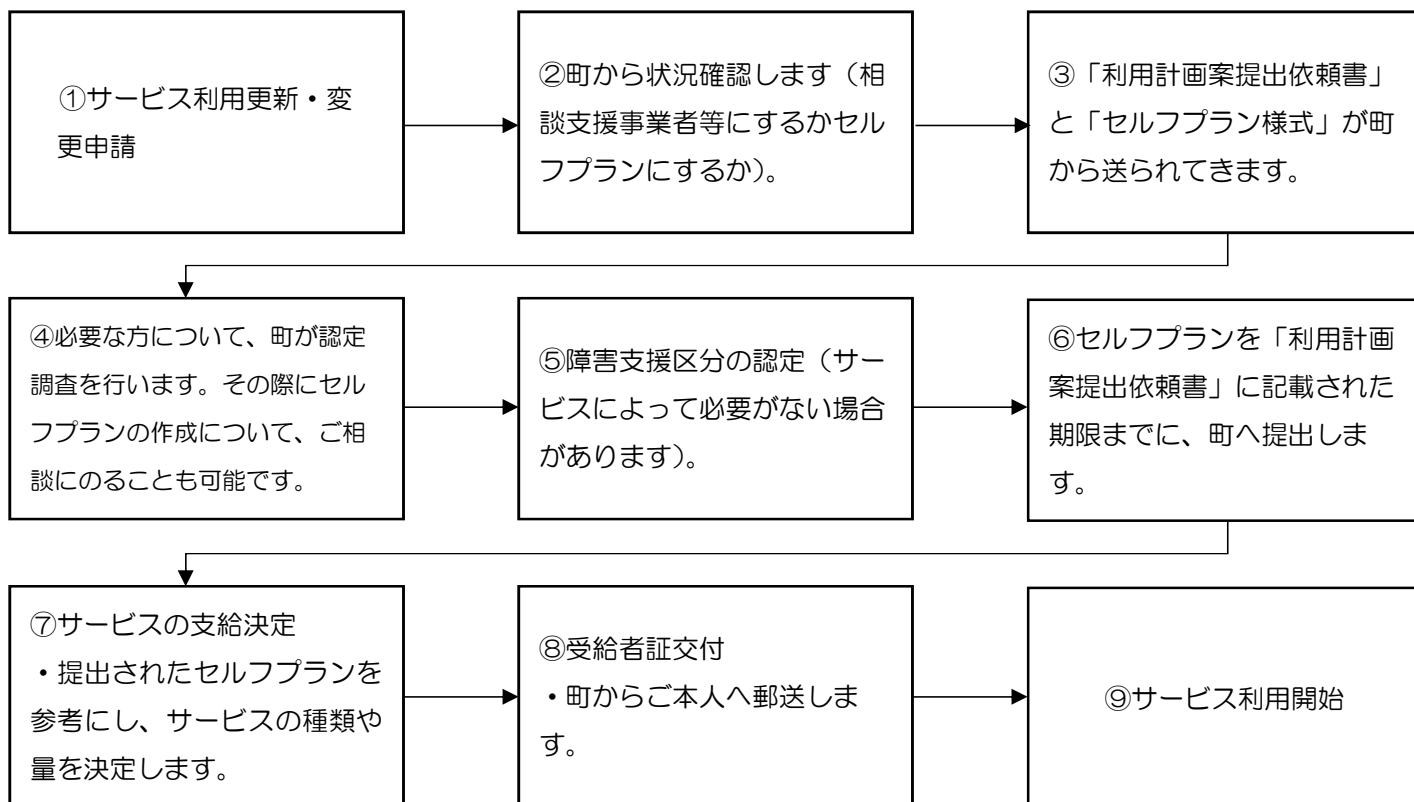 ①サービス利用更新・変
更申請
②町から状況確認します（相
談支援事業者等にするかセル
フプランにするか）。
③「利用計画案提出依頼書」
と「セルフプラン様式」が町
から送られてきます。
④必要な方について、町が認定
調査を行います。その際にセル
フプランの作成について、ご相
談にのることも可能です。
⑤障害支援区分の認定（サー
ビスによって必要がない場合
があります）。
⑥セルフプランを「利用計画
案提出依頼書」に記載された
期限までに、町へ提出しま
す。
⑦サービスの支給決定
・提出されたセルフプランを
参考にし、サービスの種類や
量を決定します。
⑧受給者証交付
・町からご本人へ郵送しま
す。
⑨サービス利用開始